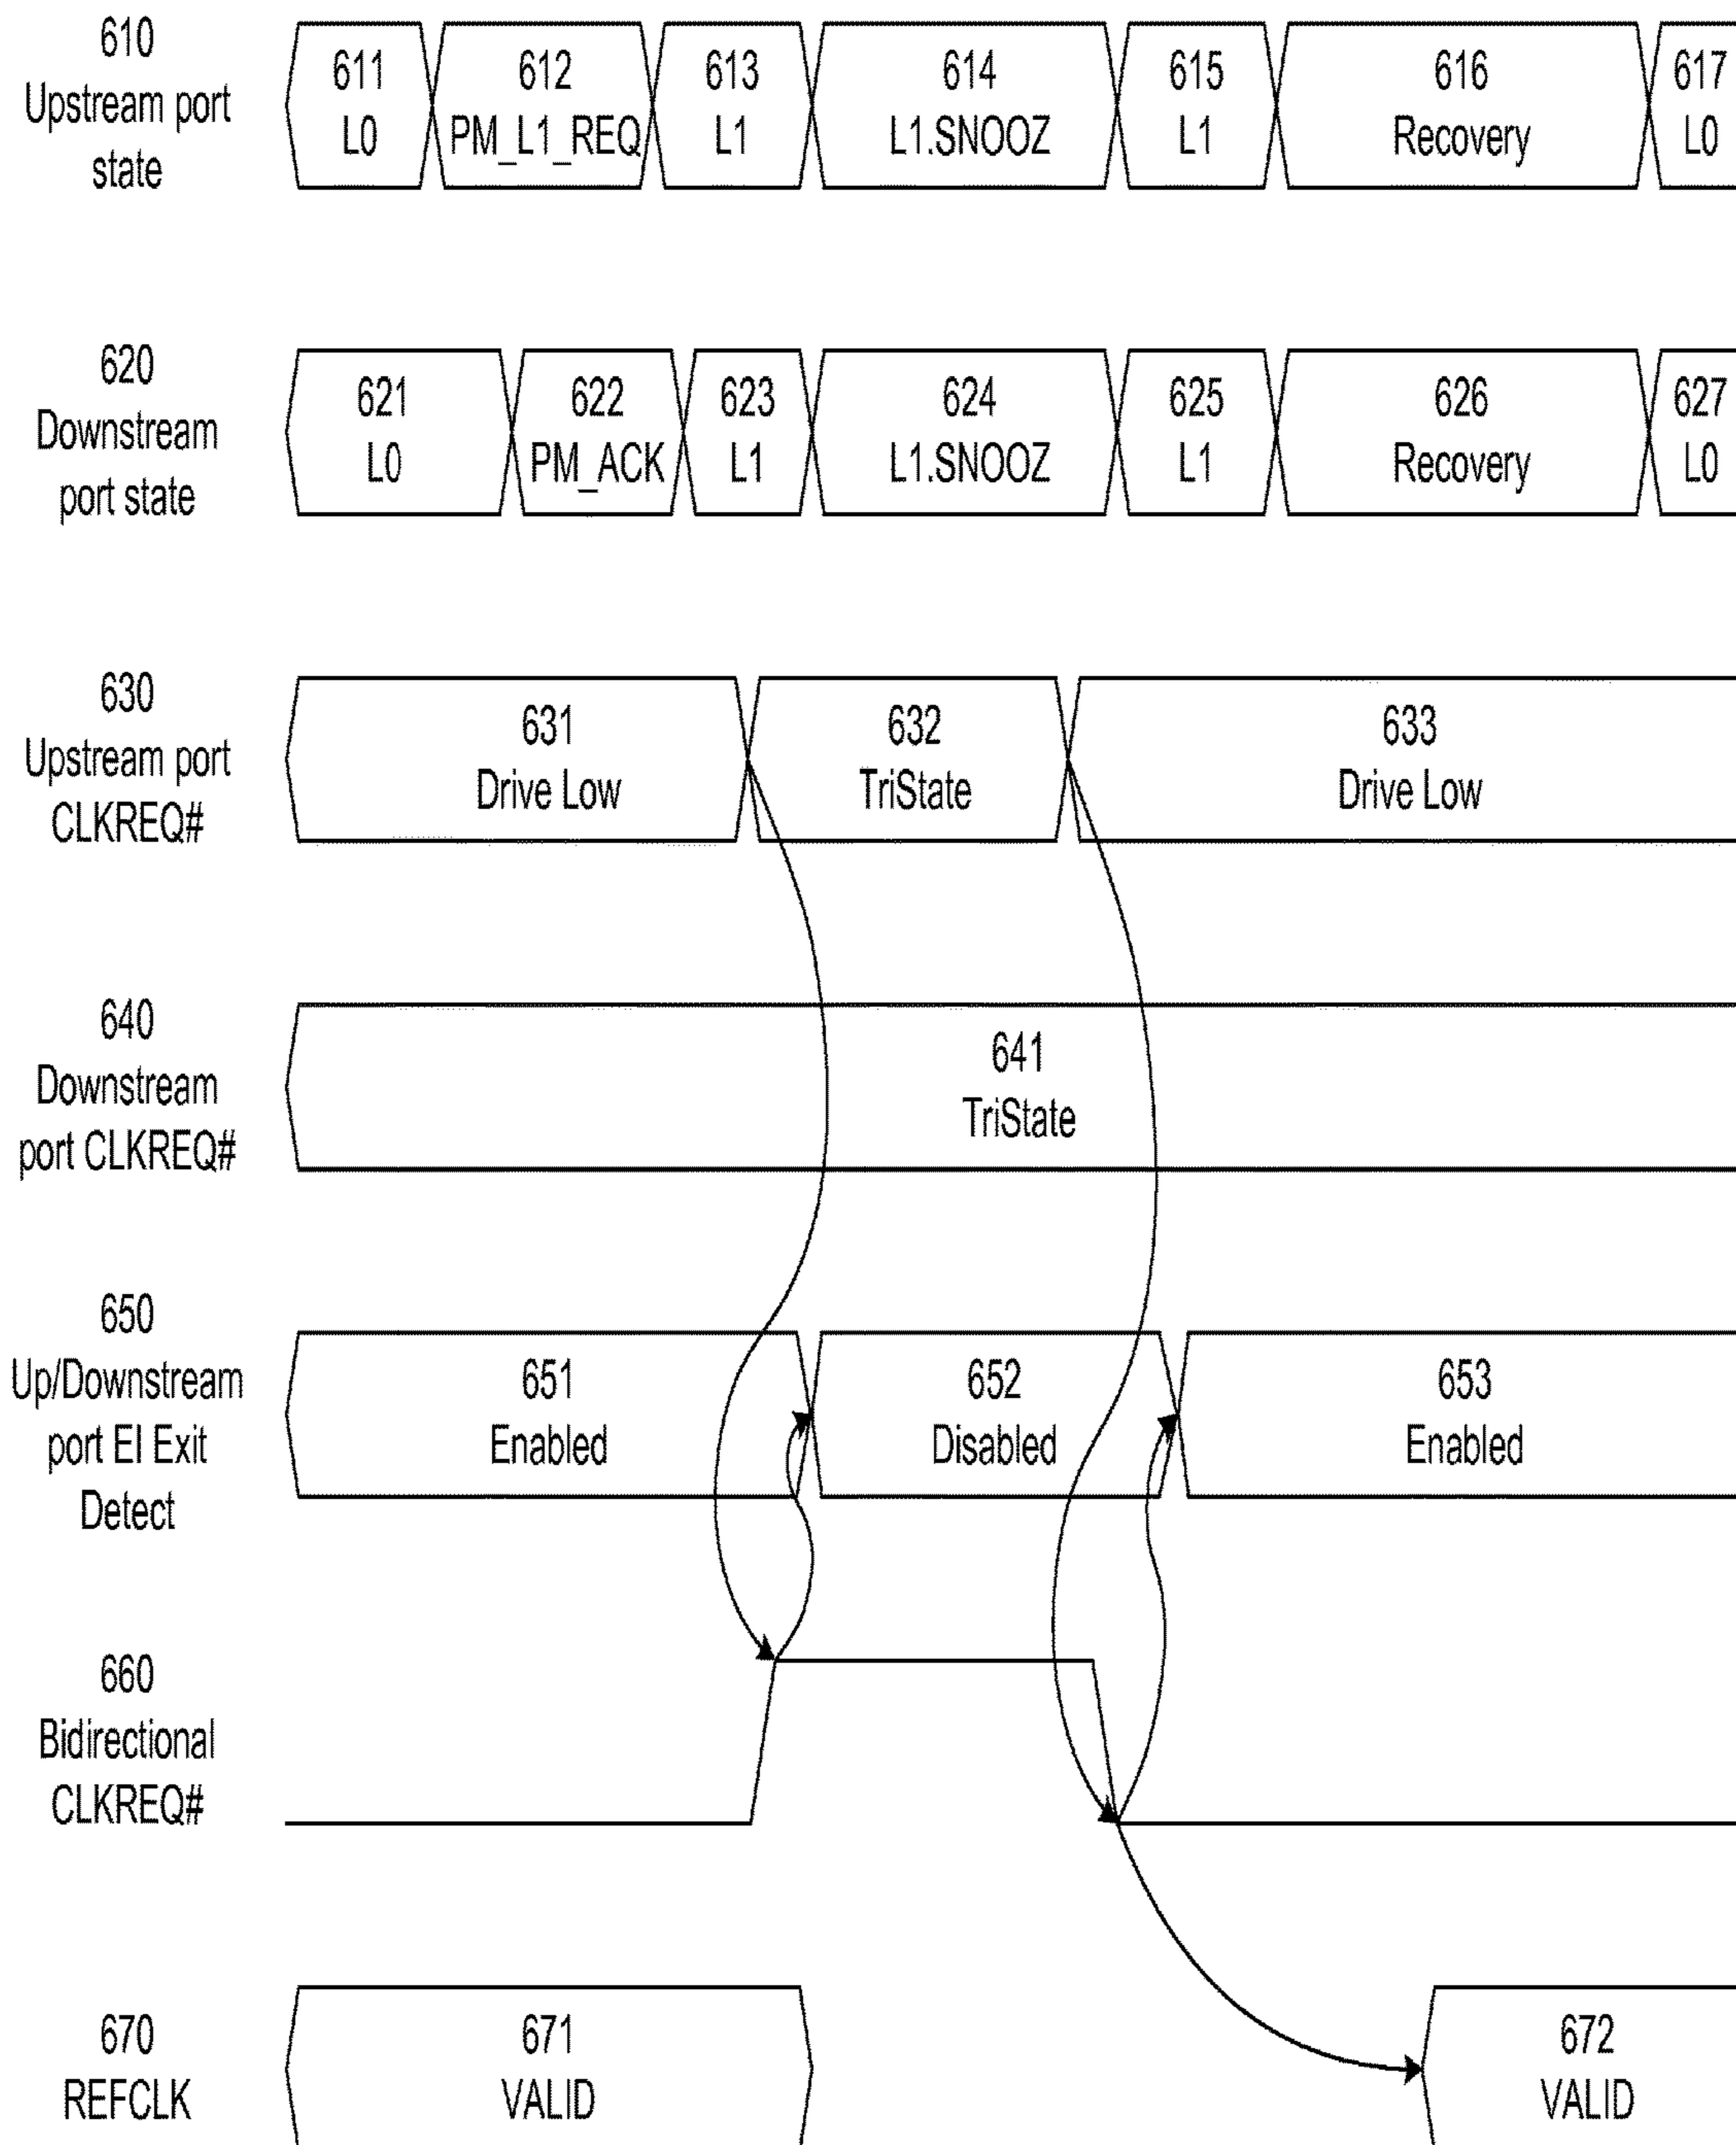 610
Upstream port
state
611
L0
612
PM_L1_REQ
613
L1
614
L1.SNOOZ
615
L1
616
Recovery
617
L0
620
Downstream
port state
621
L0
622
PM_ACK
623
L1
624
L1.SNOOZ
625
L1
626
Recovery
627
L0
630
Upstream port
CLKREQ#
631
Drive Low
632
TriState
633
Drive Low
640
Downstream
port CLKREQ#
641
TriState
650
Up/Downstream
port EI Exit
Detect
651
Enabled
652
Disabled
653
Enabled
660
Bidirectional
CLKREQ#
670
REFCLK
671
VALID
672
VALID